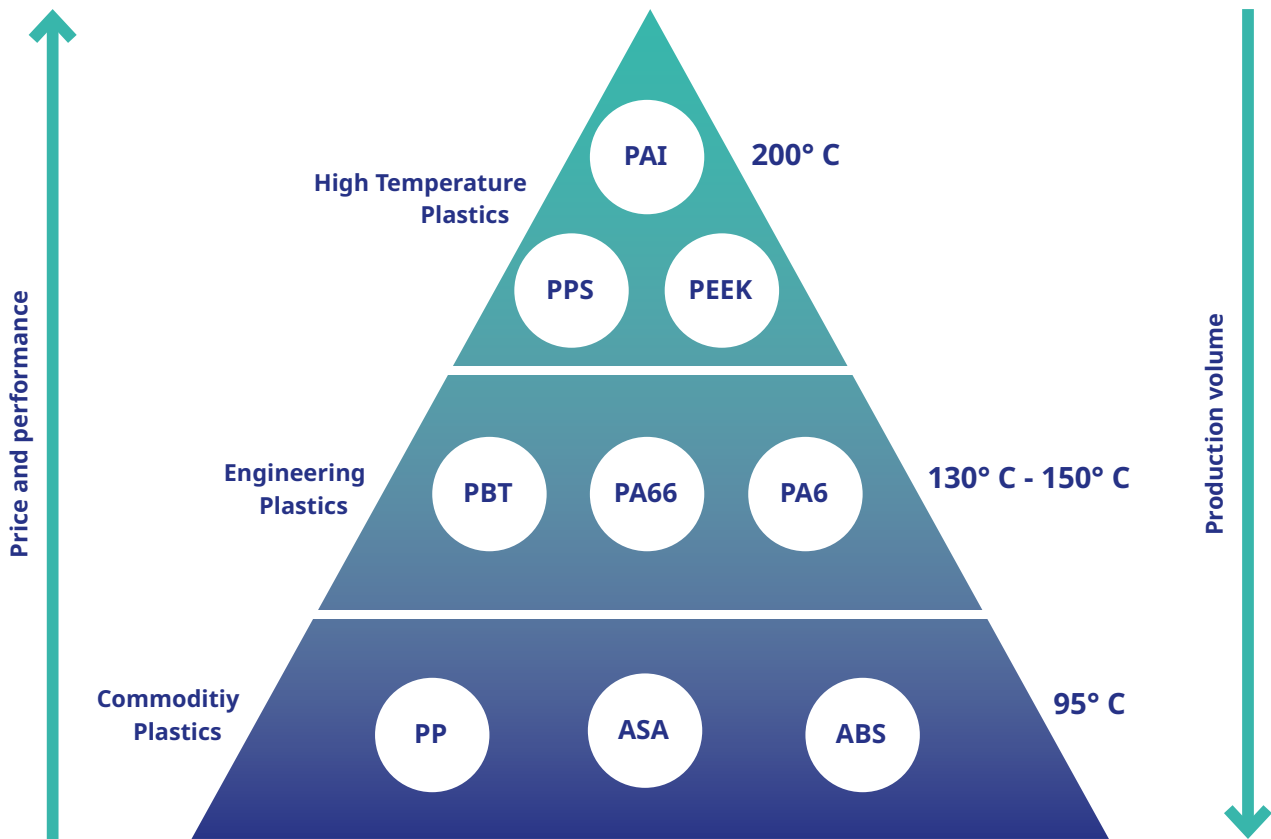 PAI
200° C
High Temperature
Plastics
PPS
PEEK
Price and performance
Production volume
Engineering
Plastics
PBT
PA66
PA6
130° C - 150° C
Commoditiy
Plastics
PP
ASA
ABS
95° C